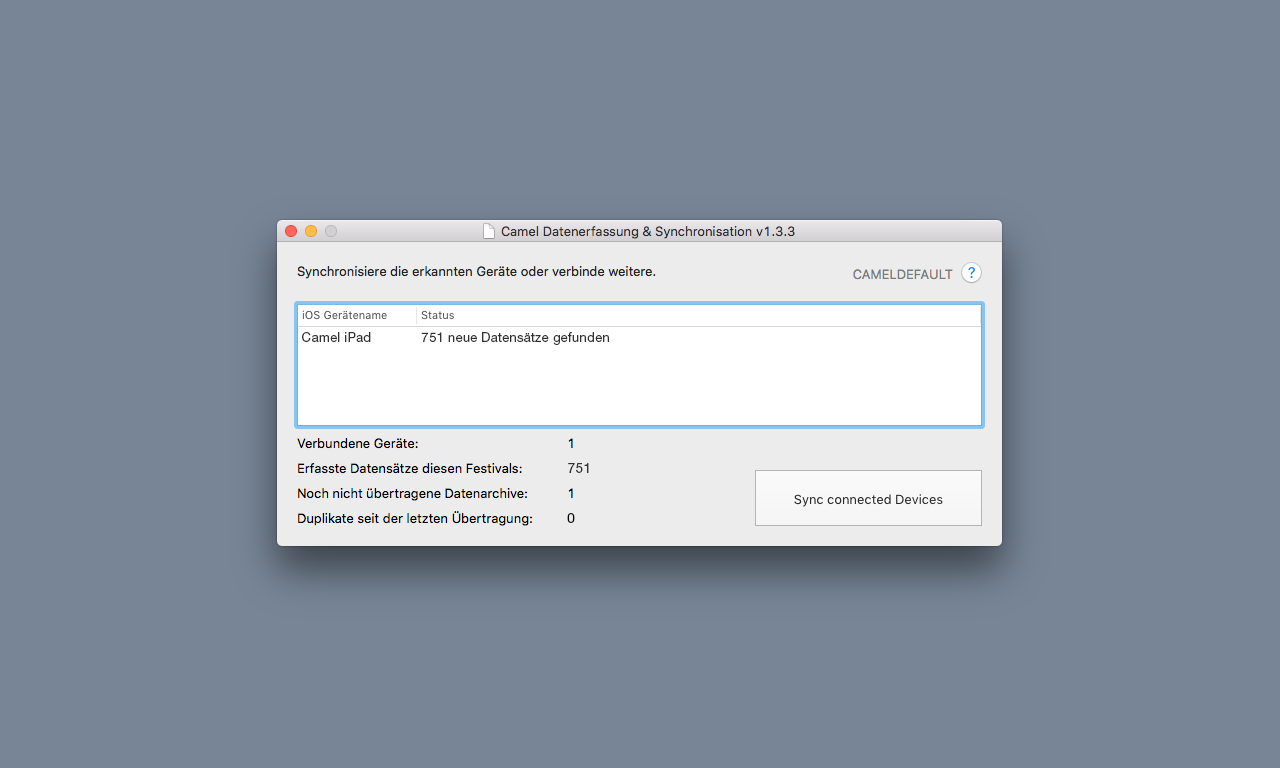 Camel Datenerfassung & Synchronisation v1.3.3
Synchronisiere die erkannten Geräte oder verbinde weitere.
CAMELDEFAULT ?
iOS Gerätename Status
Camel iPad 751 neue Datensätze gefunden
Verbundene Geräte: 1
Erfasste Datensätze diesen Festivals: 751
Noch nicht übertragene Datenarchive: 1
Duplikate seit der letzten Übertragung: 0
Sync connected Devices